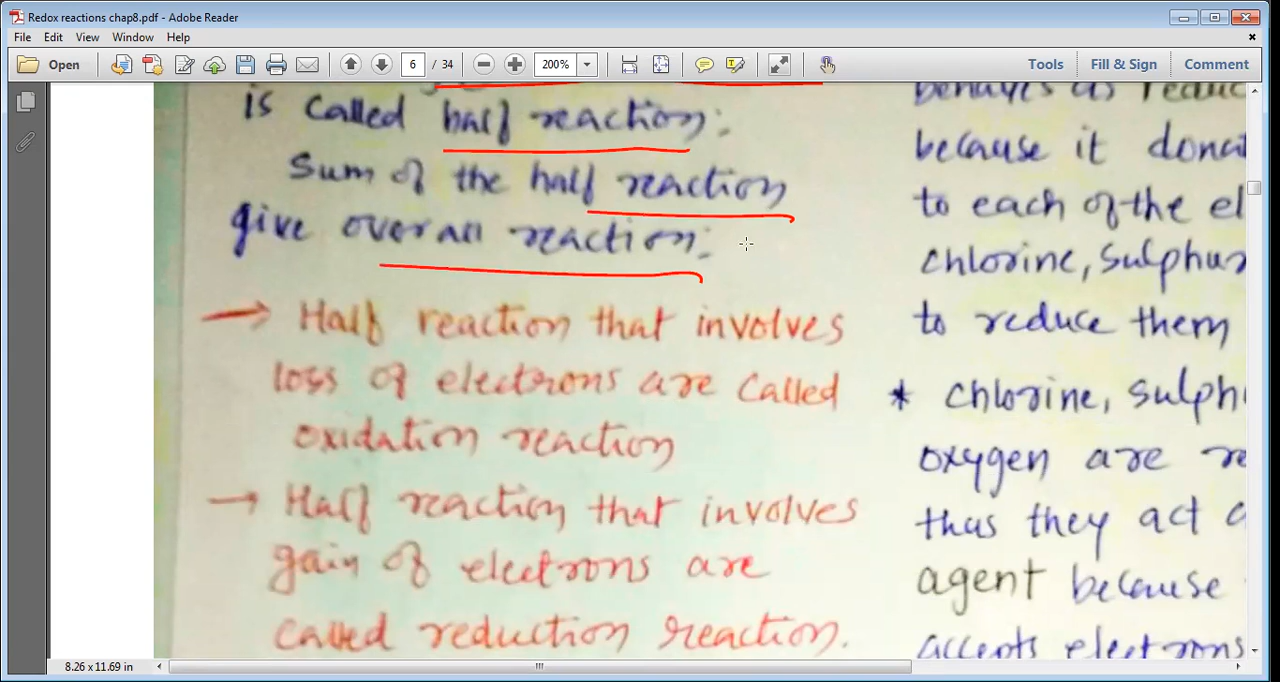 Redox reactions chap8.pdf - Adobe Reader
File Edit View Window Help
Open 6 / 34 200% Tools Fill & Sign Comment
is called half reaction:
Sum of the half reaction
give overall reaction:
→ Half reaction that involves
loss of electrons are called
oxidation reaction
→ Half reaction that involves
gain of electrons are
called reduction reaction.
because it
to each of the
chlorine,
to reduce them
* chlorine,
oxygen are
thus they act
agent because
accepts electrons
8.26 x 11.69 in